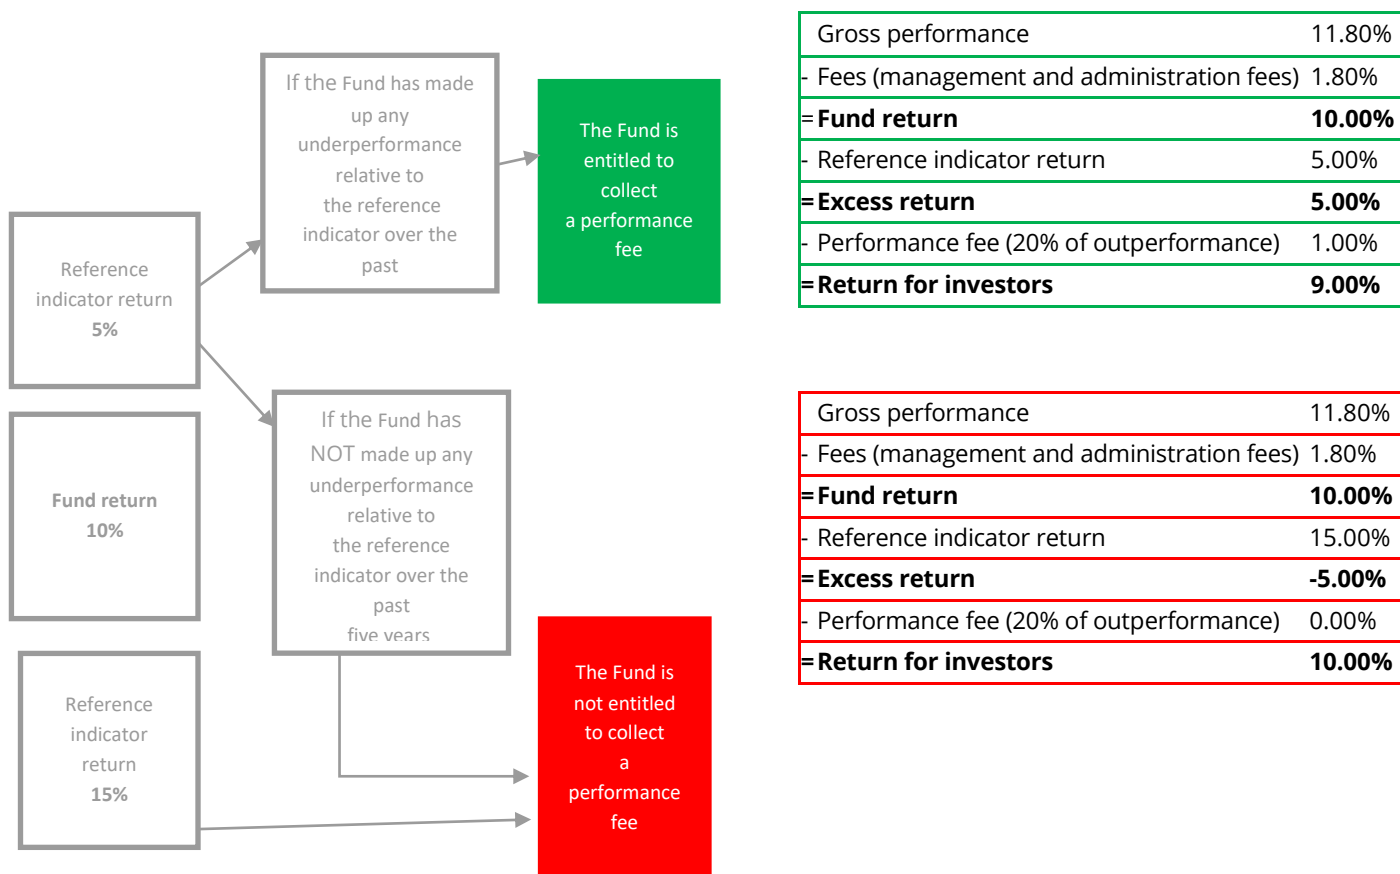 If the Fund has made
up any
underperformance
relative to
the reference
indicator over the
past
The Fund is
entitled to
collect
a performance
fee
Reference
indicator return
5%
Fund return
10%
If the Fund has
NOT made up any
underperformance
relative to
the reference
indicator over the
past
five years
Reference
indicator
return
15%
The Fund is
not entitled
to collect
a
performance
fee
Gross performance 11.80%
- Fees (management and administration fees) 1.80%
= Fund return 10.00%
- Reference indicator return 5.00%
= Excess return 5.00%
- Performance fee (20% of outperformance) 1.00%
= Return for investors 9.00%
Gross performance 11.80%
- Fees (management and administration fees) 1.80%
= Fund return 10.00%
- Reference indicator return 15.00%
= Excess return -5.00%
- Performance fee (20% of outperformance) 0.00%
= Return for investors 10.00%